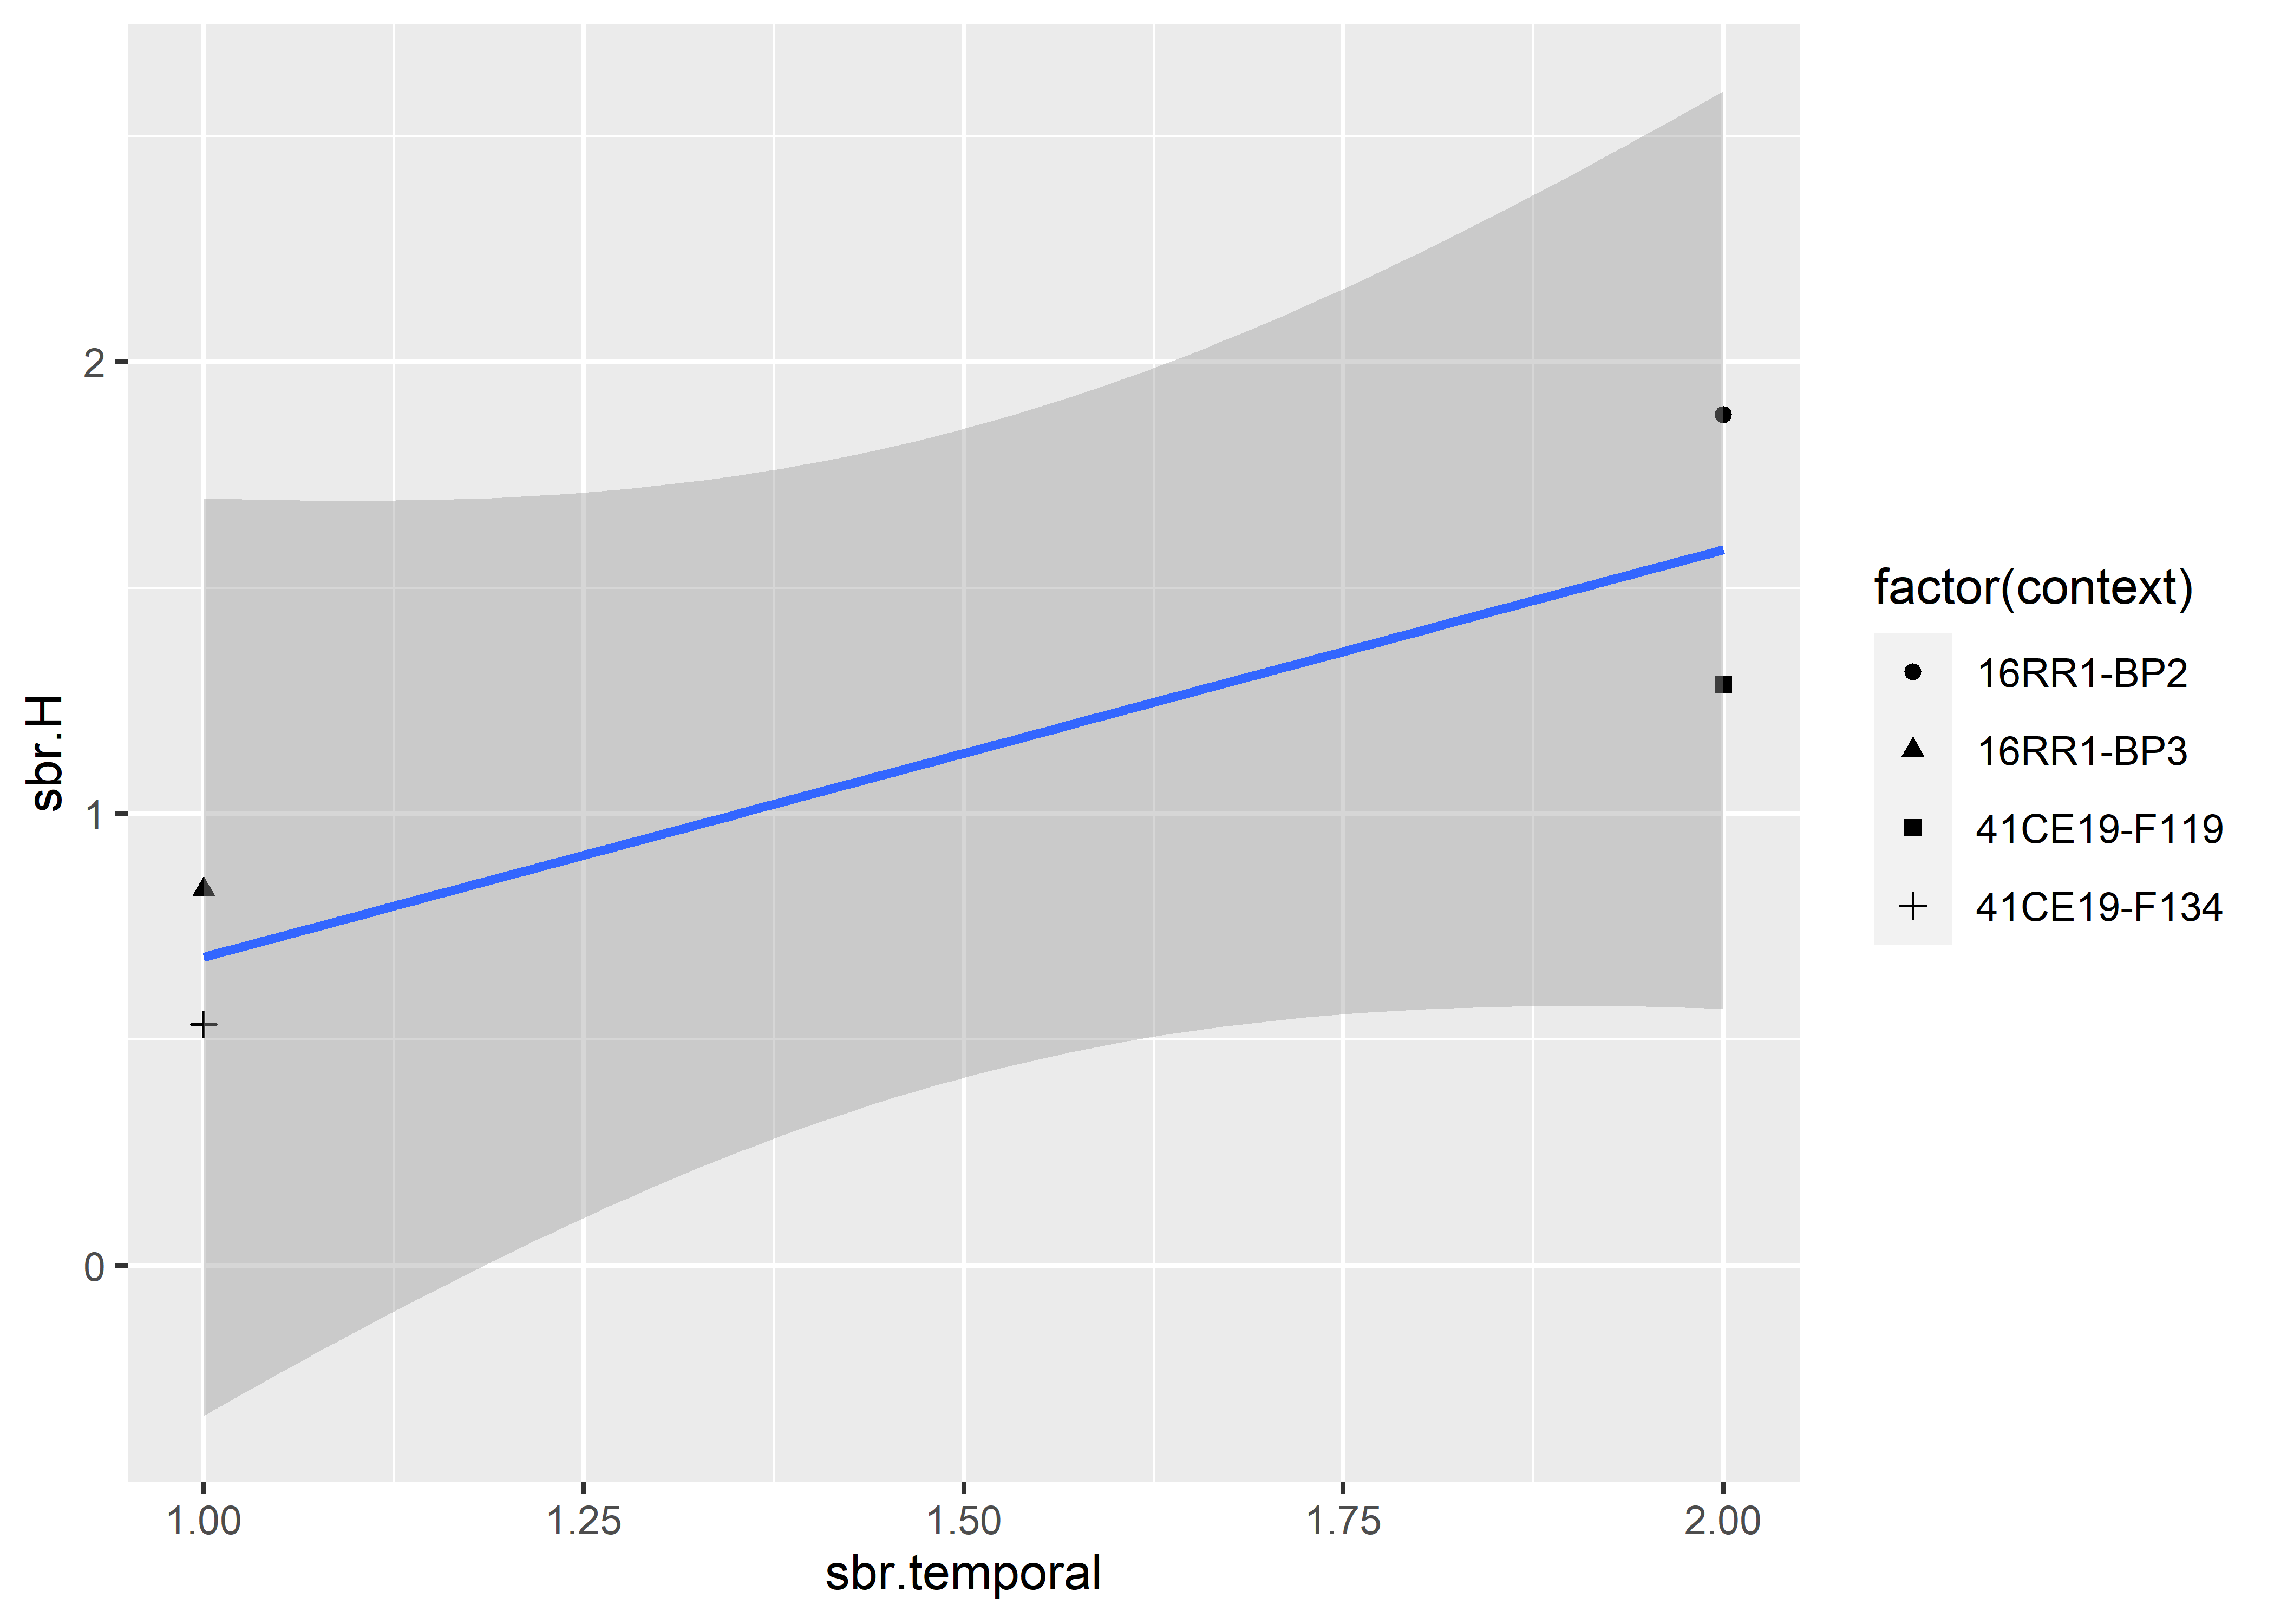 sbr.H
2
1
0
1.00 1.25 1.50 1.75 2.00
sbr.temporal
factor(context)
16RR1-BP2
16RR1-BP3
41CE19-F119
41CE19-F134